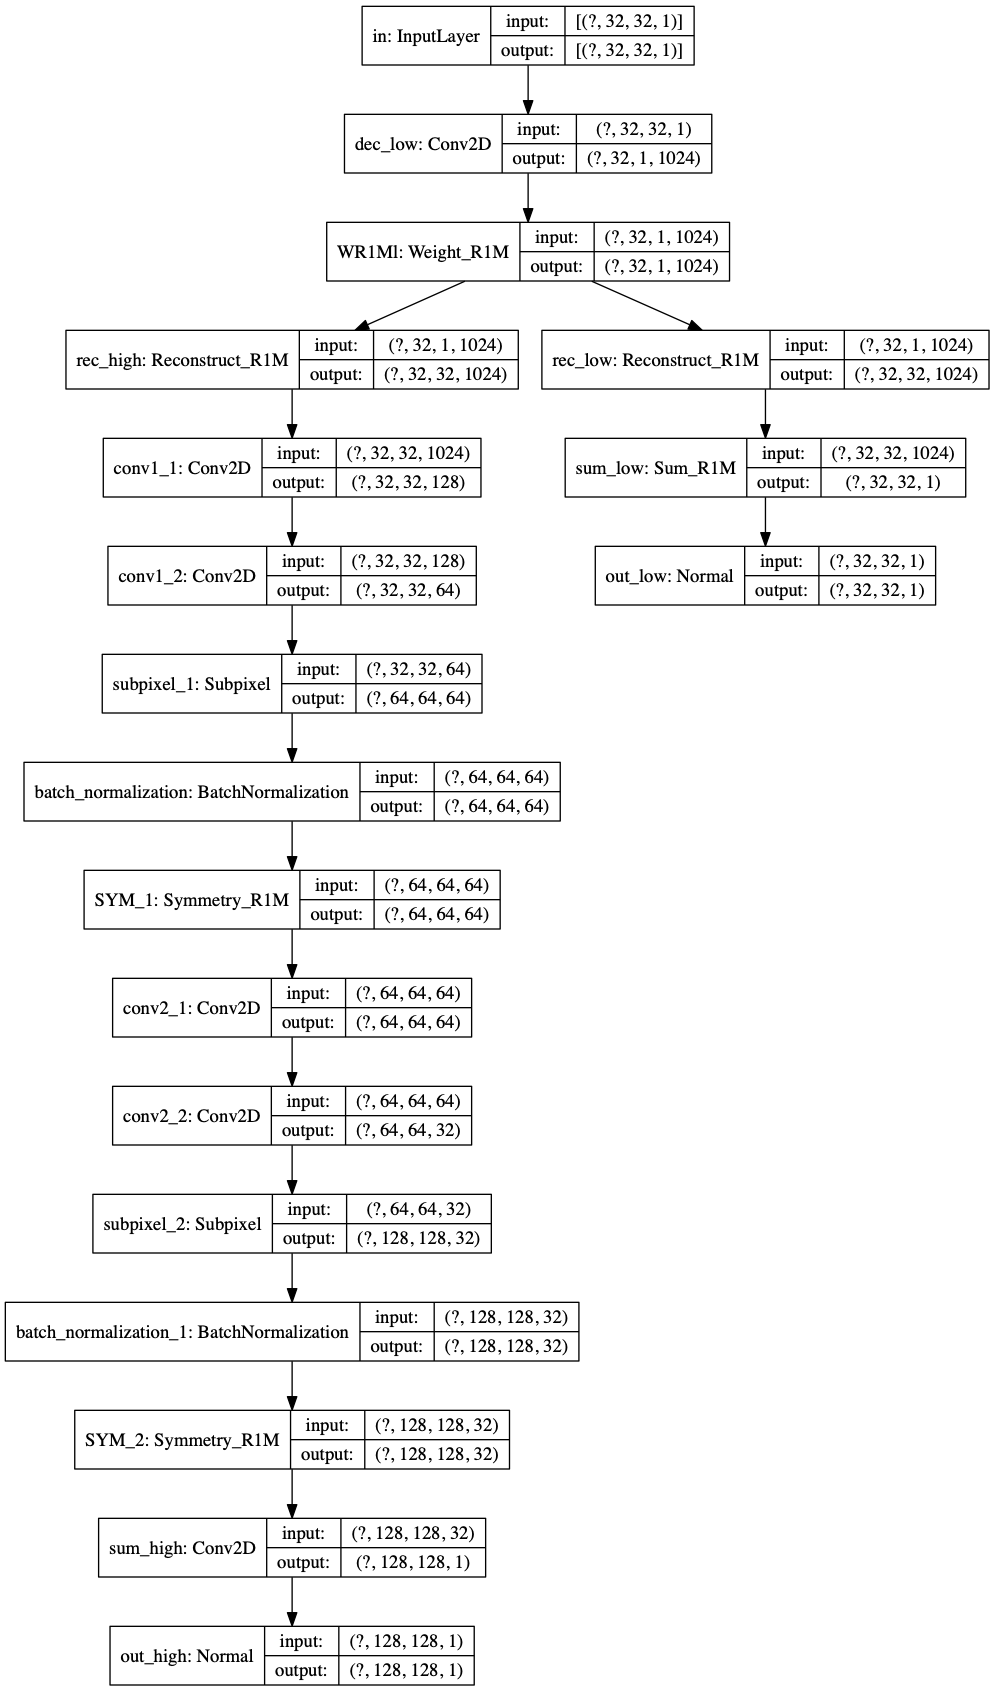 in: InputLayer
input: [(?, 32, 32, 1)]
output: [(?, 32, 32, 1)]
dec_low: Conv2D
input: (?, 32, 32, 1)
output: (?, 32, 1, 1024)
WR1Ml: Weight_R1M
input: (?, 32, 1, 1024)
output: (?, 32, 1, 1024)
rec_high: Reconstruct_R1M
input: (?, 32, 1, 1024)
output: (?, 32, 32, 1024)
rec_low: Reconstruct_R1M
input: (?, 32, 1, 1024)
output: (?, 32, 32, 1024)
conv1_1: Conv2D
input: (?, 32, 32, 1024)
output: (?, 32, 32, 128)
sum_low: Sum_R1M
input: (?, 32, 32, 1024)
output: (?, 32, 32, 1)
conv1_2: Conv2D
input: (?, 32, 32, 128)
output: (?, 32, 32, 64)
out_low: Normal
input: (?, 32, 32, 1)
output: (?, 32, 32, 1)
subpixel_1: Subpixel
input: (?, 32, 32, 64)
output: (?, 64, 64, 64)
batch_normalization: BatchNormalization
input: (?, 64, 64, 64)
output: (?, 64, 64, 64)
SYM_1: Symmetry_R1M
input: (?, 64, 64, 64)
output: (?, 64, 64, 64)
conv2_1: Conv2D
input: (?, 64, 64, 64)
output: (?, 64, 64, 64)
conv2_2: Conv2D
input: (?, 64, 64, 64)
output: (?, 64, 64, 32)
subpixel_2: Subpixel
input: (?, 64, 64, 32)
output: (?, 128, 128, 32)
batch_normalization_1: BatchNormalization
input: (?, 128, 128, 32)
output: (?, 128, 128, 32)
SYM_2: Symmetry_R1M
input: (?, 128, 128, 32)
output: (?, 128, 128, 32)
sum_high: Conv2D
input: (?, 128, 128, 32)
output: (?, 128, 128, 1)
out_high: Normal
input: (?, 128, 128, 1)
output: (?, 128, 128, 1)